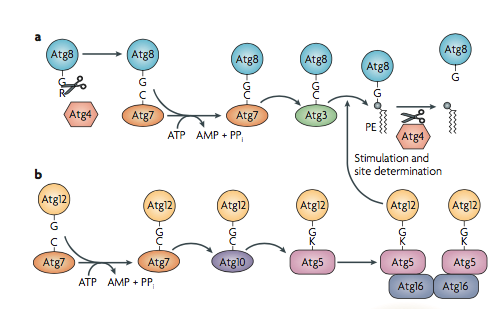 a
Atg8 Atg8 Atg8 Atg8 Atg8 Atg8
G G G G G G
R C C C
Atg4 Atg7 Atg7 Atg3 PE Atg4
ATP AMP + PPi
Stimulation and
site determination
b
Atg12 Atg12 Atg12 Atg12 Atg12 Atg12
G G G G G G
C C C K K K
Atg7 Atg7 Atg10 Atg5 Atg5 Atg5
ATP AMP + PPi
Atg16 Atg16